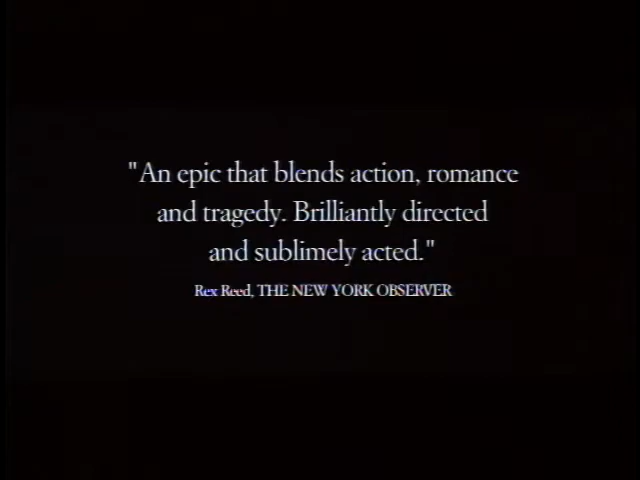 "An epic that blends action, romance
and tragedy. Brilliantly directed
and sublimely acted."
Rex Reed, THE NEW YORK OBSERVER